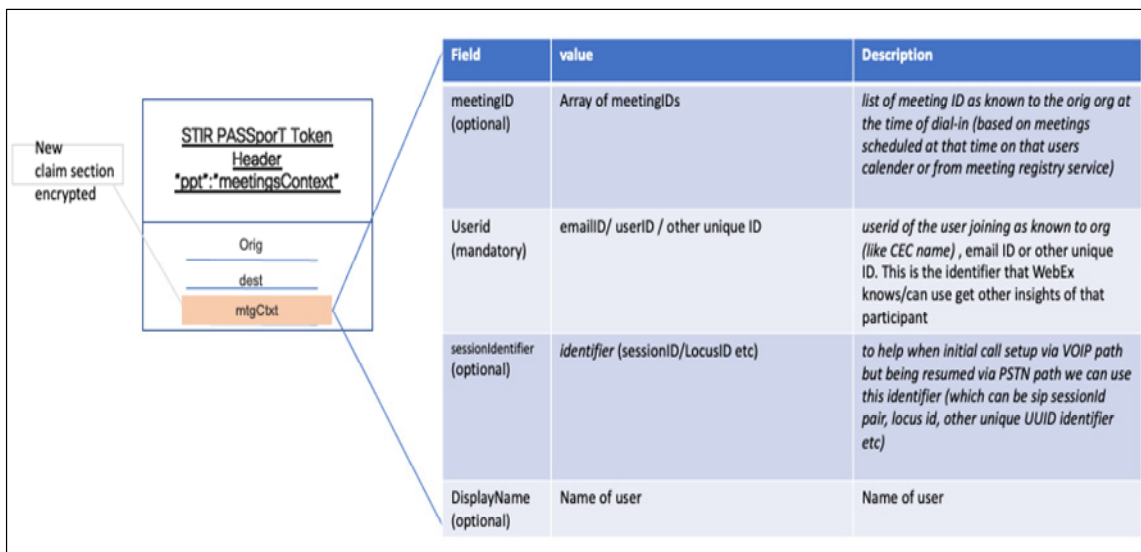 New
claim section
encrypted
STIR PASSporT Token
Header
"ppt":"meetingsContext"
Orig
dest
mtgCtxt
Field value Description
meetingID
(optional)
Array of meetingIDs
list of meeting ID as known to the orig org at
the time of dial-in (based on meetings
scheduled at that time on that users
calender or from meeting registry service)
Userid
(mandatory)
emailID/ userID / other unique ID
userid of the user joining as known to org
(like CEC name) , email ID or other unique
ID. This is the identifier that WebEx
knows/can use get other insights of that
participant
sessionIdentifier
(optional)
identifier (sessionID/LocusID etc)
to help when initial call setup via VOIP path
but being resumed via PSTN path we can use
this identifier (which can be sip sessionId
pair, locus id, other unique UUID identifier
etc)
DisplayName
(optional)
Name of user
Name of user